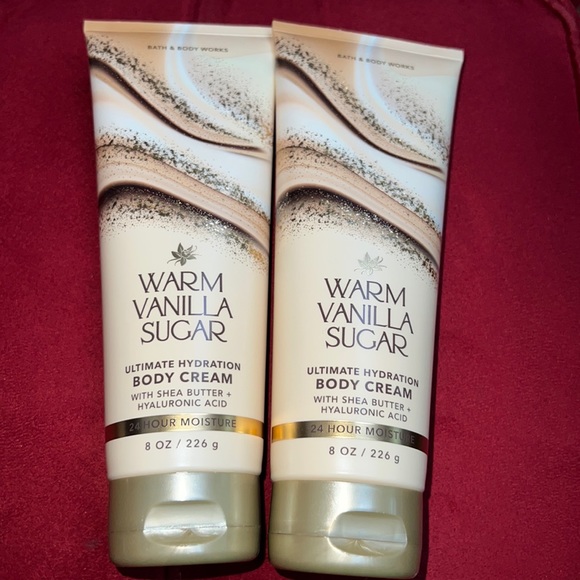 BATH & BODY WORKS
WARM
VANILLA
SUGAR
ULTIMATE HYDRATION
BODY CREAM
WITH SHEA BUTTER +
HYALURONIC ACID
24 HOUR MOISTURE
8 OZ / 226 g
BATH & BODY WORKS
WARM
VANILLA
SUGAR
ULTIMATE HYDRATION
BODY CREAM
WITH SHEA BUTTER +
HYALURONIC ACID
24 HOUR MOISTURE
8 OZ / 226 g